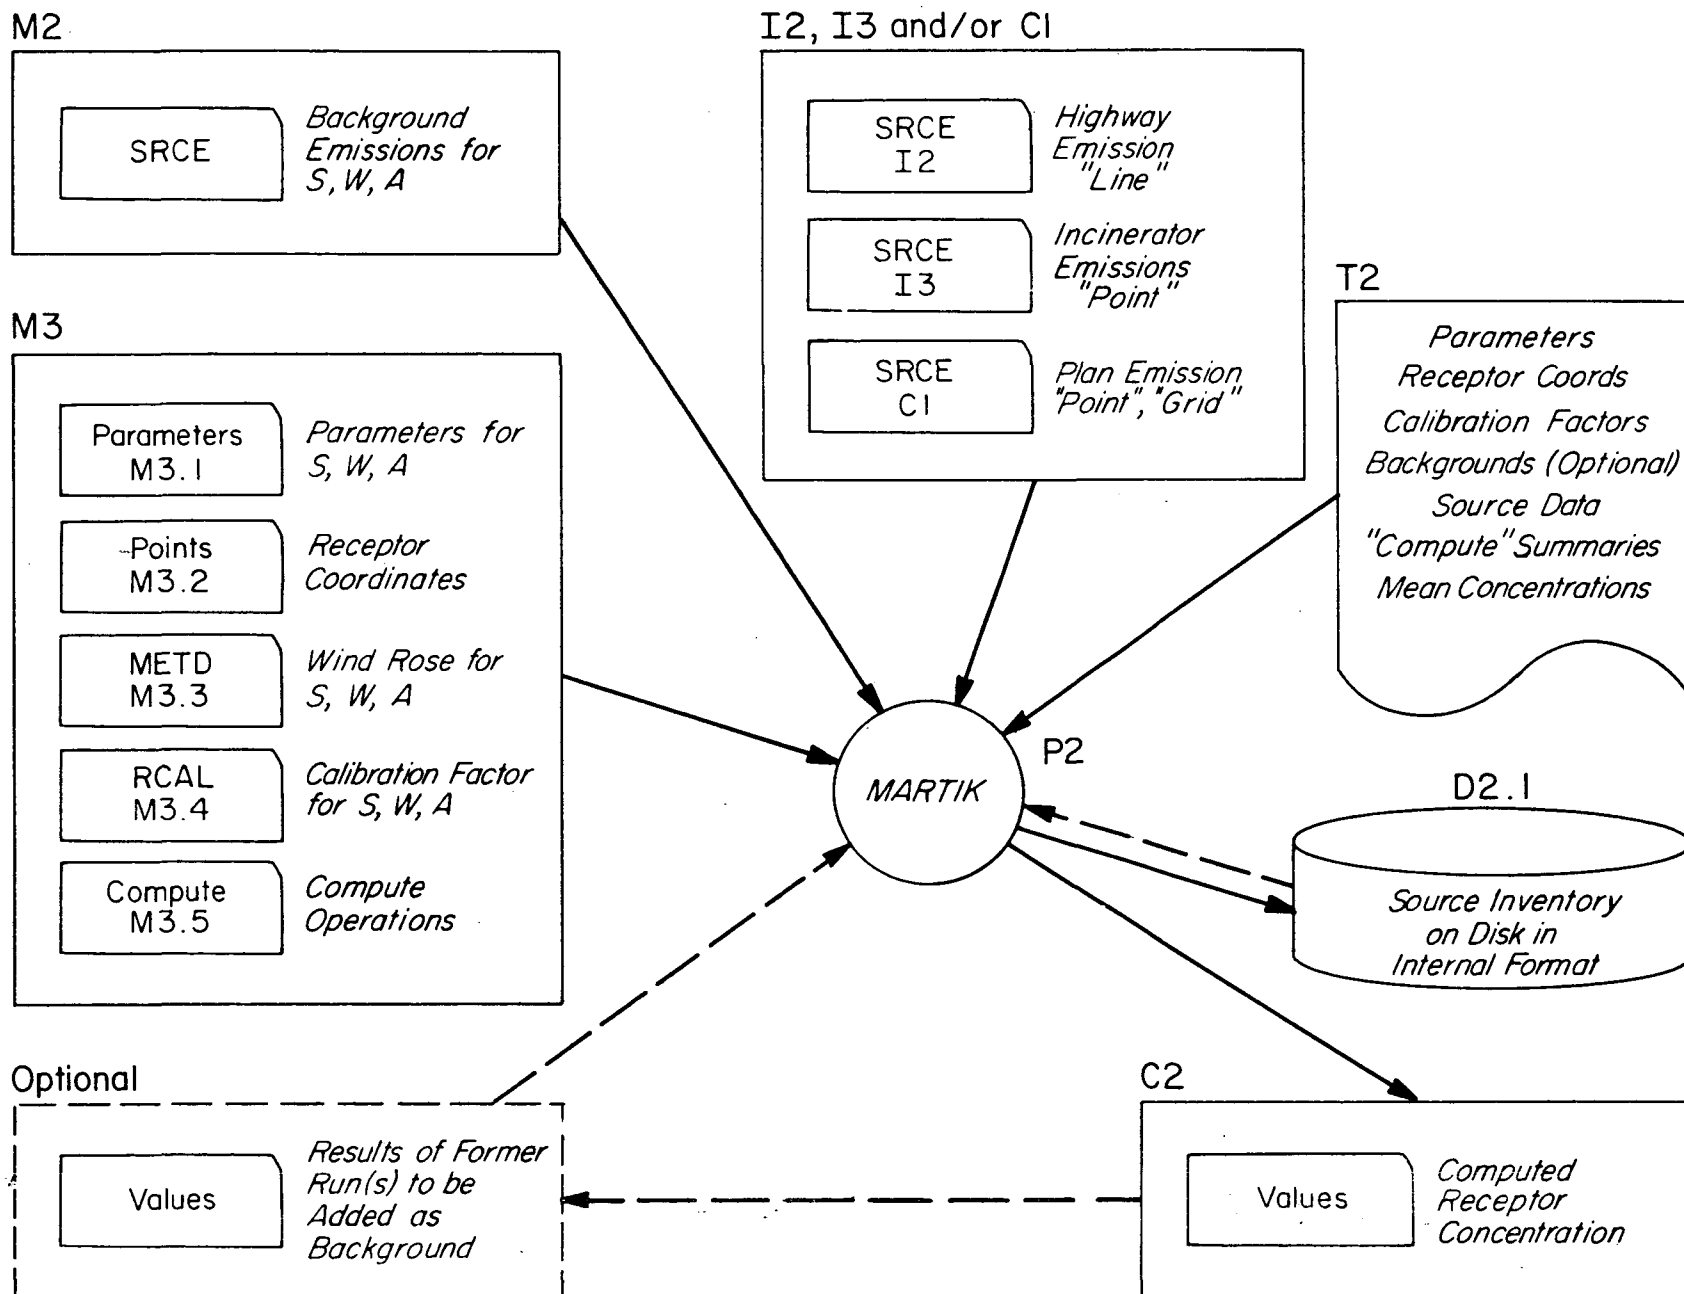 M2
SRCE
Background
Emissions for
S, W, A
I2, I3 and/or C1
SRCE
I2
Highway
Emission
"Line"
SRCE
I3
Incinerator
Emissions
"Point"
SRCE
C1
Plan Emission
"Point", "Grid"
T2
Parameters
Receptor Coords
Calibration Factors
Backgrounds (Optional)
Source Data
"Compute" Summaries
Mean Concentrations
M3
Parameters
M3.1
Parameters for
S, W, A
Points
M3.2
Receptor
Coordinates
METD
M3.3
Wind Rose for
S, W, A
RCAL
M3.4
Calibration Factor
for S, W, A
Compute
M3.5
Compute
Operations
P2
MARTIK
D2.1
Source Inventory
on Disk in
Internal Format
Optional
Values
Results of Former
Run(s) to be
Added as
Background
C2
Values
Computed
Receptor
Concentration